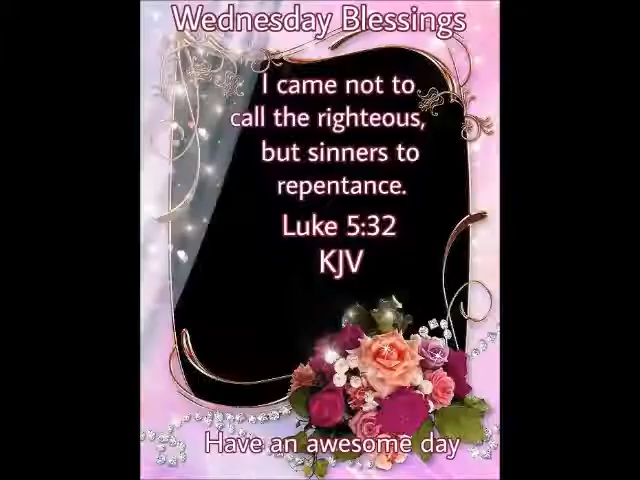 Wednesday Blessings
I came not to
call the righteous,
but sinners to
repentance.
Luke 5:32
KJV
Have an awesome day